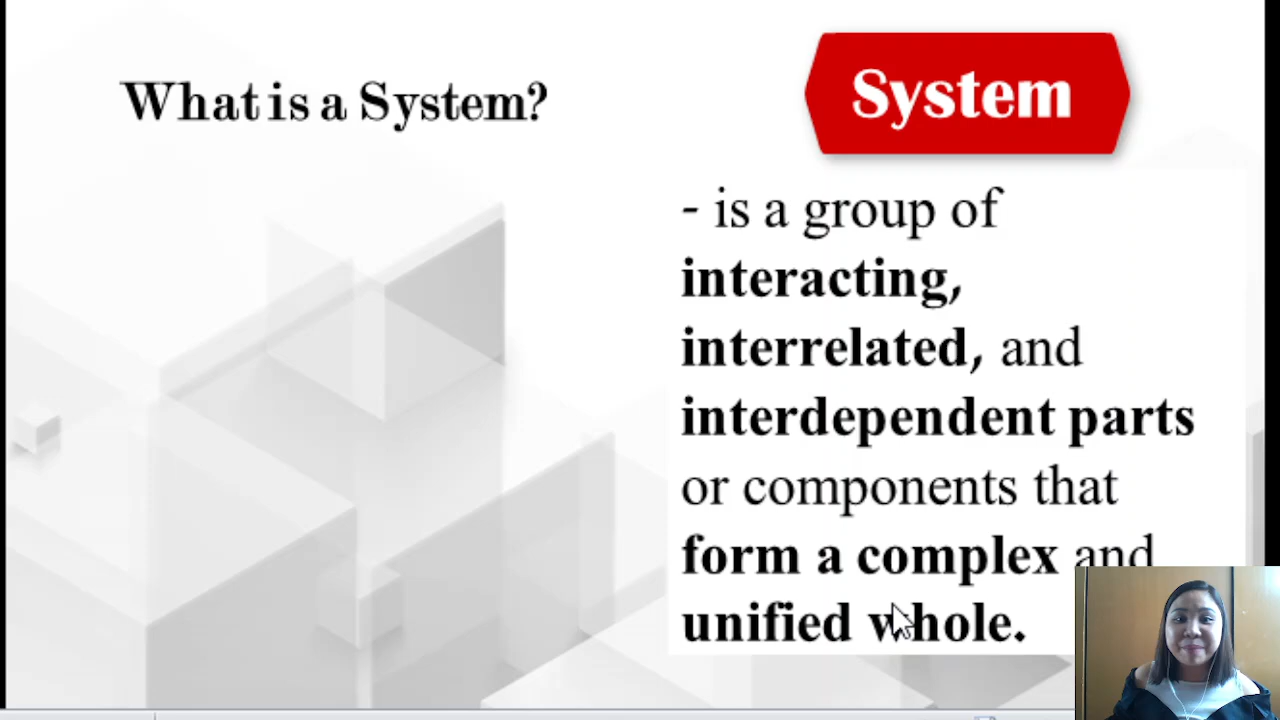 What is a System?
System
- is a group of
interacting,
interrelated, and
interdependent parts
or components that
form a complex and
unified whole.